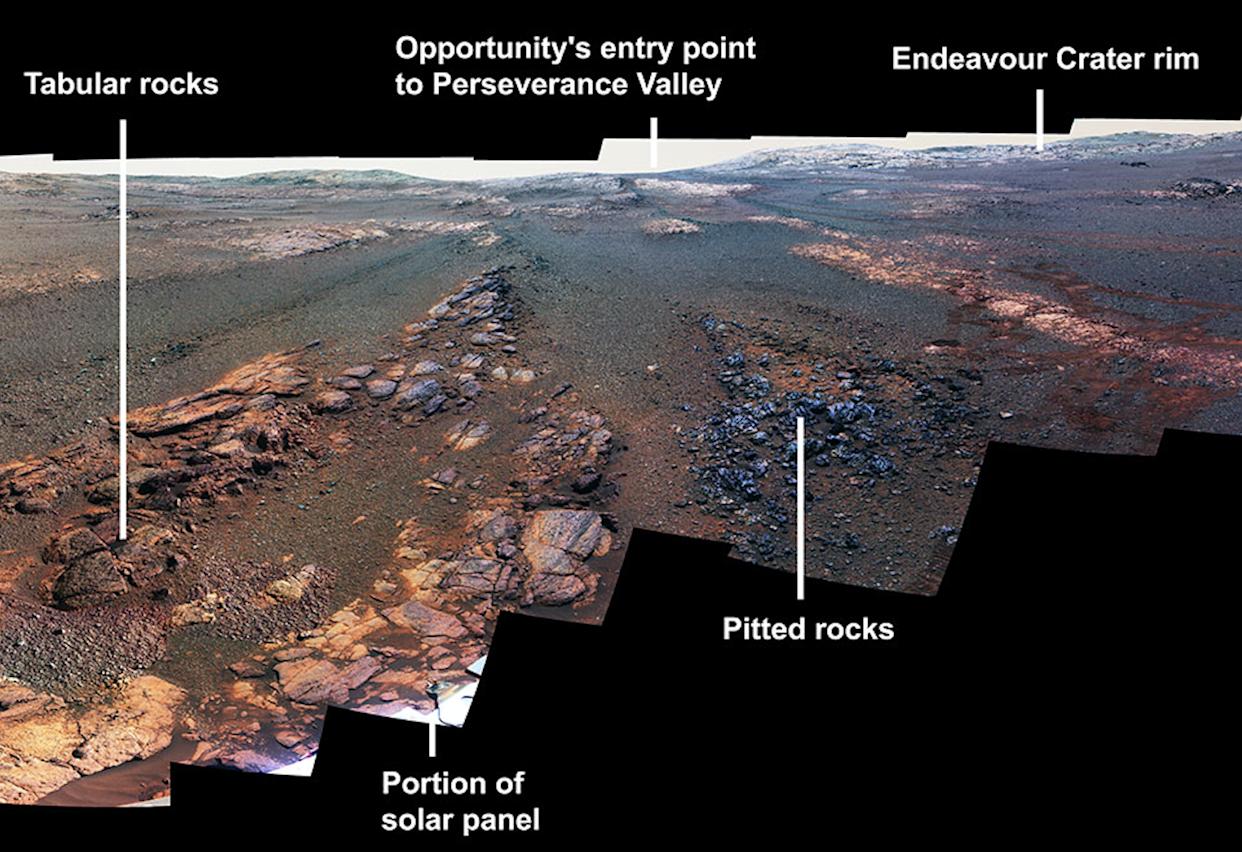 Opportunity's entry point
to Perseverance Valley
Endeavour Crater rim
Tabular rocks
Pitted rocks
Portion of
solar panel